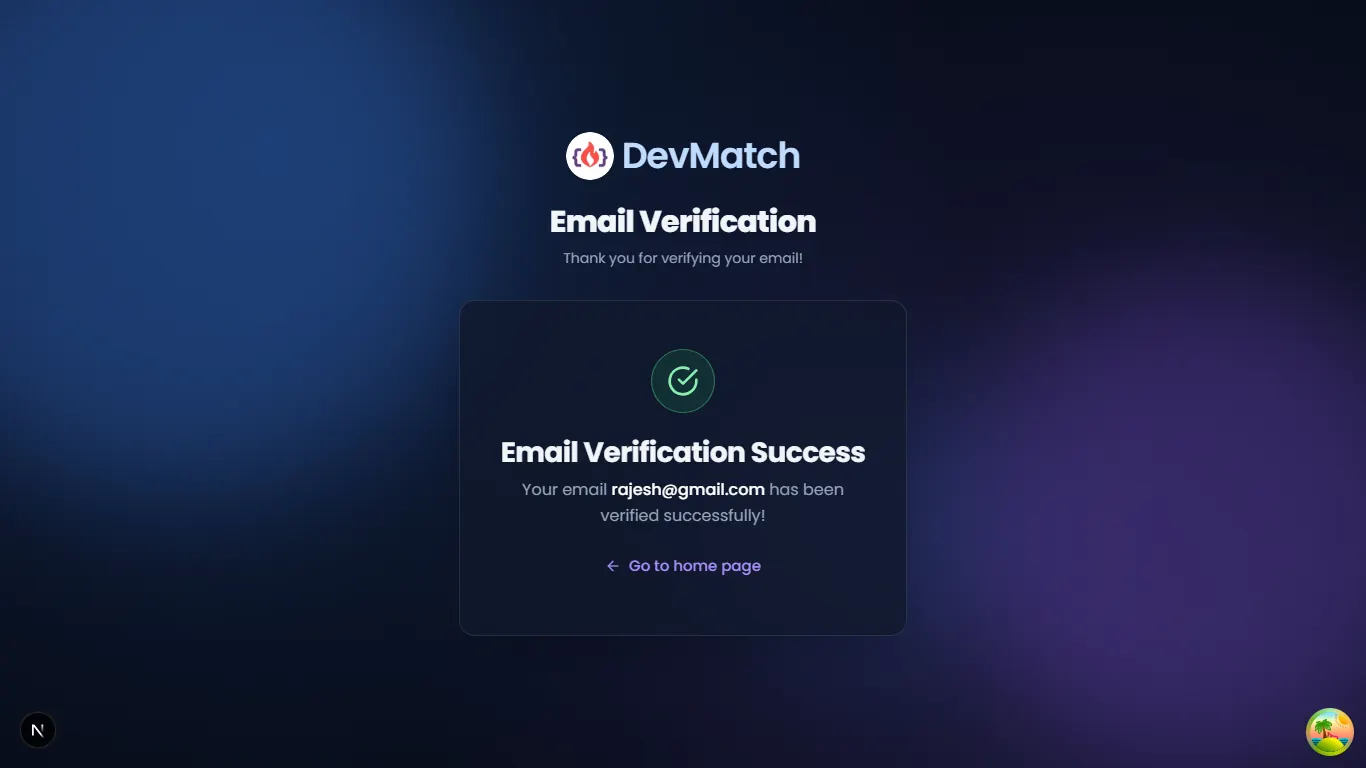 { } DevMatch
Email Verification
Thank you for verifying your email!
Email Verification Success
Your email rajesh@gmail.com has been
verified successfully!
← Go to home page
N